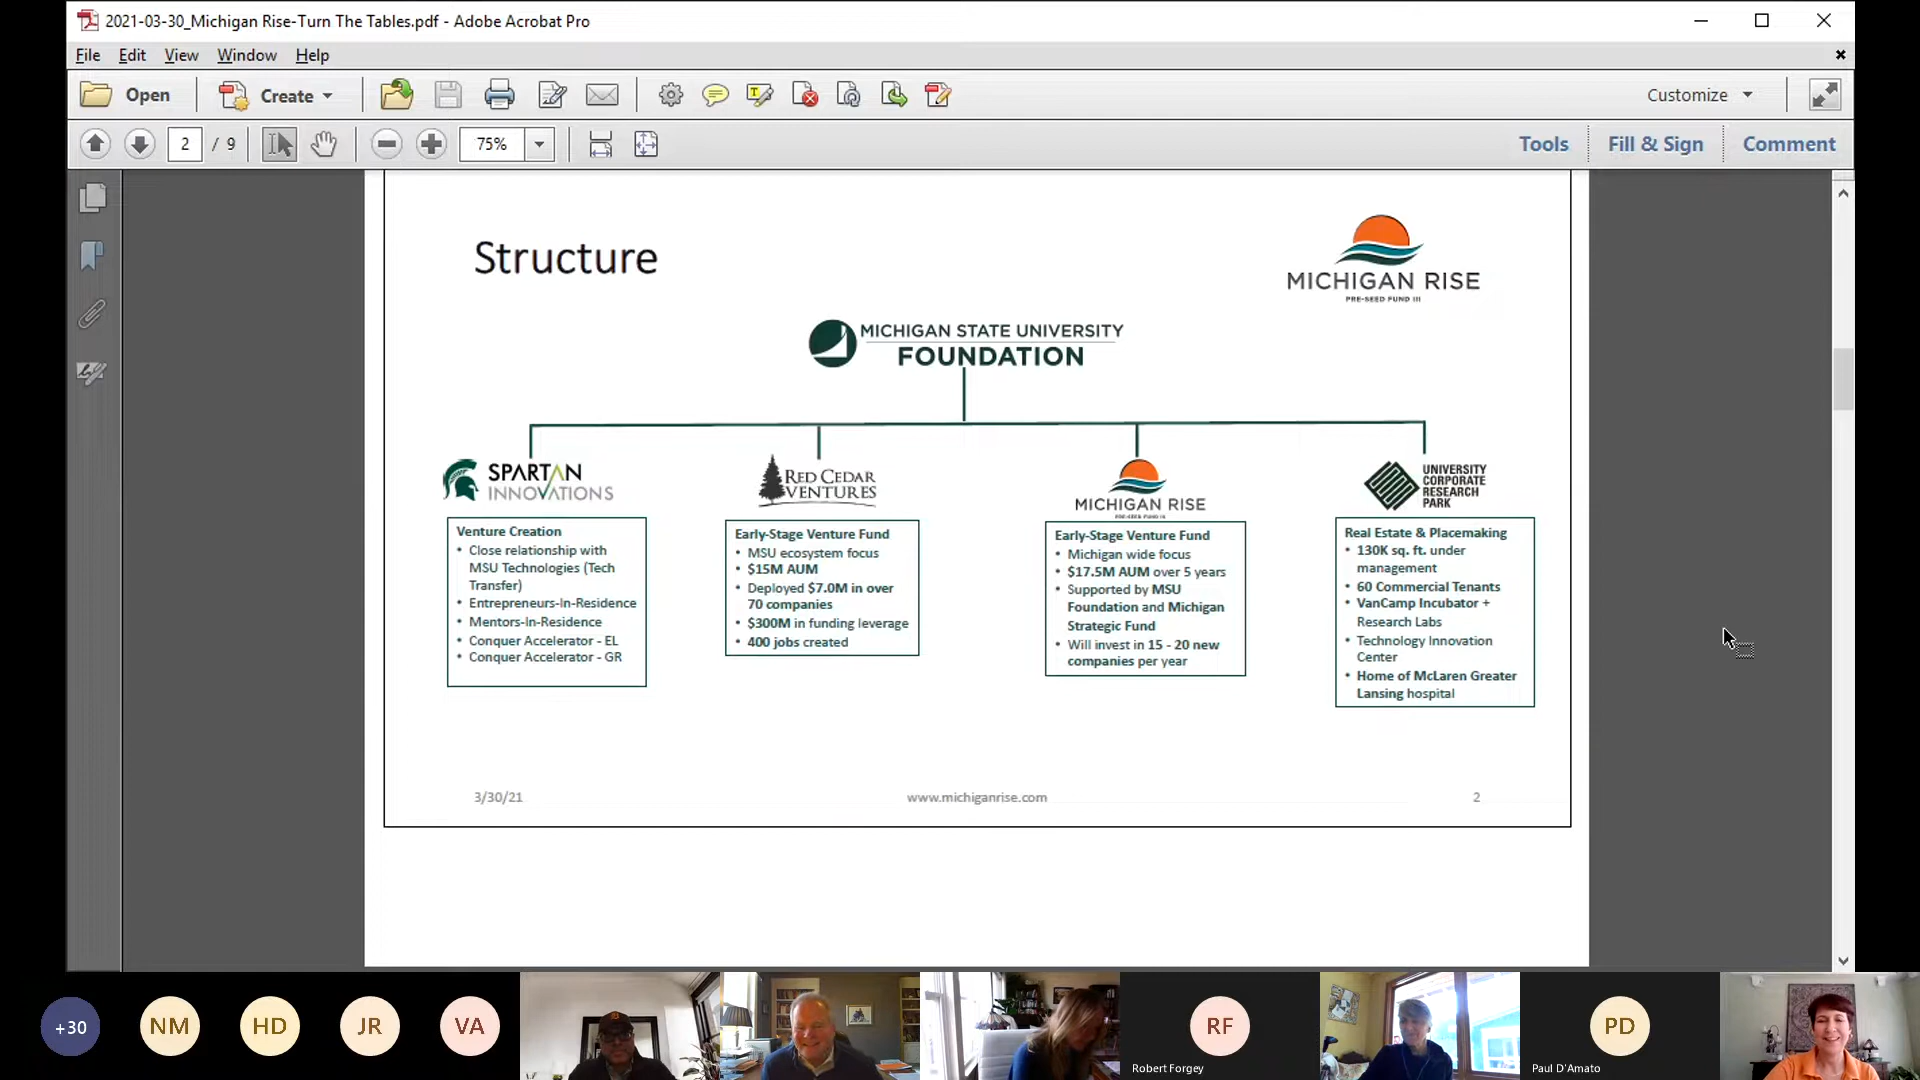 2021-03-30_Michigan Rise-Turn The Tables.pdf - Adobe Acrobat Pro
File Edit View Window Help
Open Create Customize
2 / 9 75% Tools Fill & Sign Comment
Structure
MICHIGAN RISE
PRE-SEED FUND III
MICHIGAN STATE UNIVERSITY
FOUNDATION
SPARTAN
INNOVATIONS
Venture Creation
• Close relationship with
MSU Technologies (Tech
Transfer)
• Entrepreneurs-In-Residence
• Mentors-In-Residence
• Conquer Accelerator - EL
• Conquer Accelerator - GR
RED CEDAR
VENTURES
Early-Stage Venture Fund
• MSU ecosystem focus
• $15M AUM
• Deployed $7.0M in over
70 companies
• $300M in funding leverage
• 400 jobs created
MICHIGAN RISE
PRE-SEED FUND III
Early-Stage Venture Fund
• Michigan wide focus
• $17.5M AUM over 5 years
• Supported by MSU
Foundation and Michigan
Strategic Fund
• Will invest in 15 - 20 new
companies per year
UNIVERSITY
CORPORATE
RESEARCH
PARK
Real Estate & Placemaking
• 130K sq. ft. under
management
• 60 Commercial Tenants
• VanCamp Incubator +
Research Labs
• Technology Innovation
Center
• Home of McLaren Greater
Lansing hospital
3/30/21 www.michiganrise.com 2
+30 NM HD JR VA RF PD
Robert Forgey Paul D'Amato